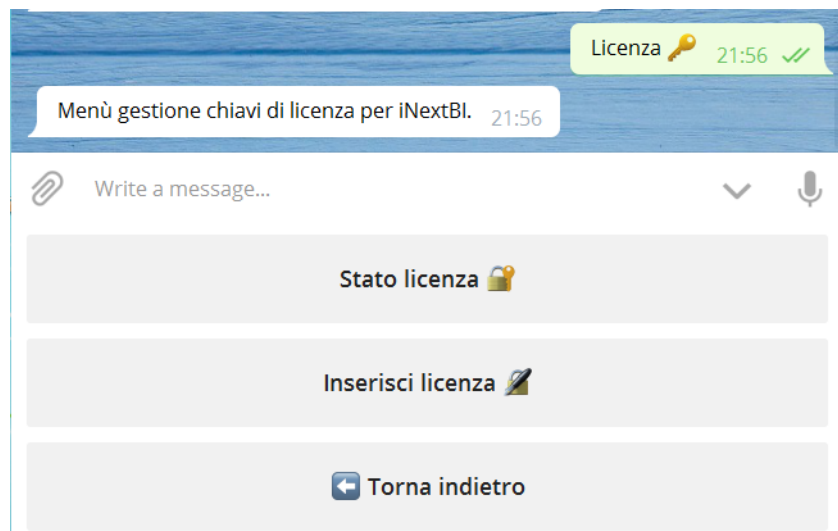 Licenza 🔑 21:56
Menù gestione chiavi di licenza per iNextBI. 21:56
Write a message...
Stato licenza 🔐
Inserisci licenza 🔏
⬅️ Torna indietro